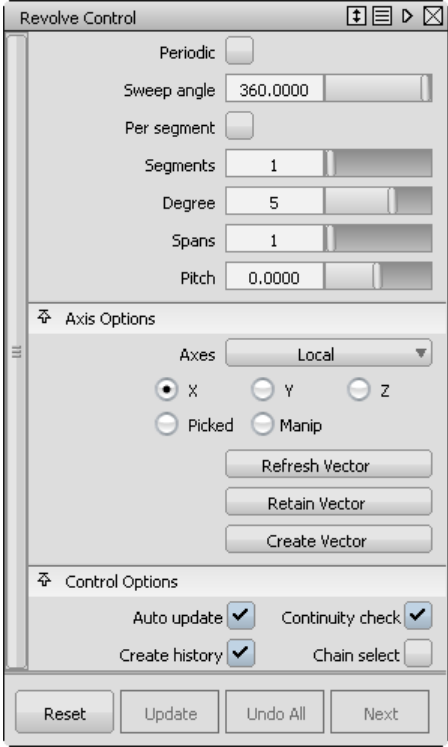 Revolve Control
Periodic
Sweep angle 360.0000
Per segment
Segments 1
Degree 5
Spans 1
Pitch 0.0000
Axis Options
Axes Local
X Y Z
Picked Manip
Refresh Vector
Retain Vector
Create Vector
Control Options
Auto update Continuity check
Create history Chain select
Reset Update Undo All Next